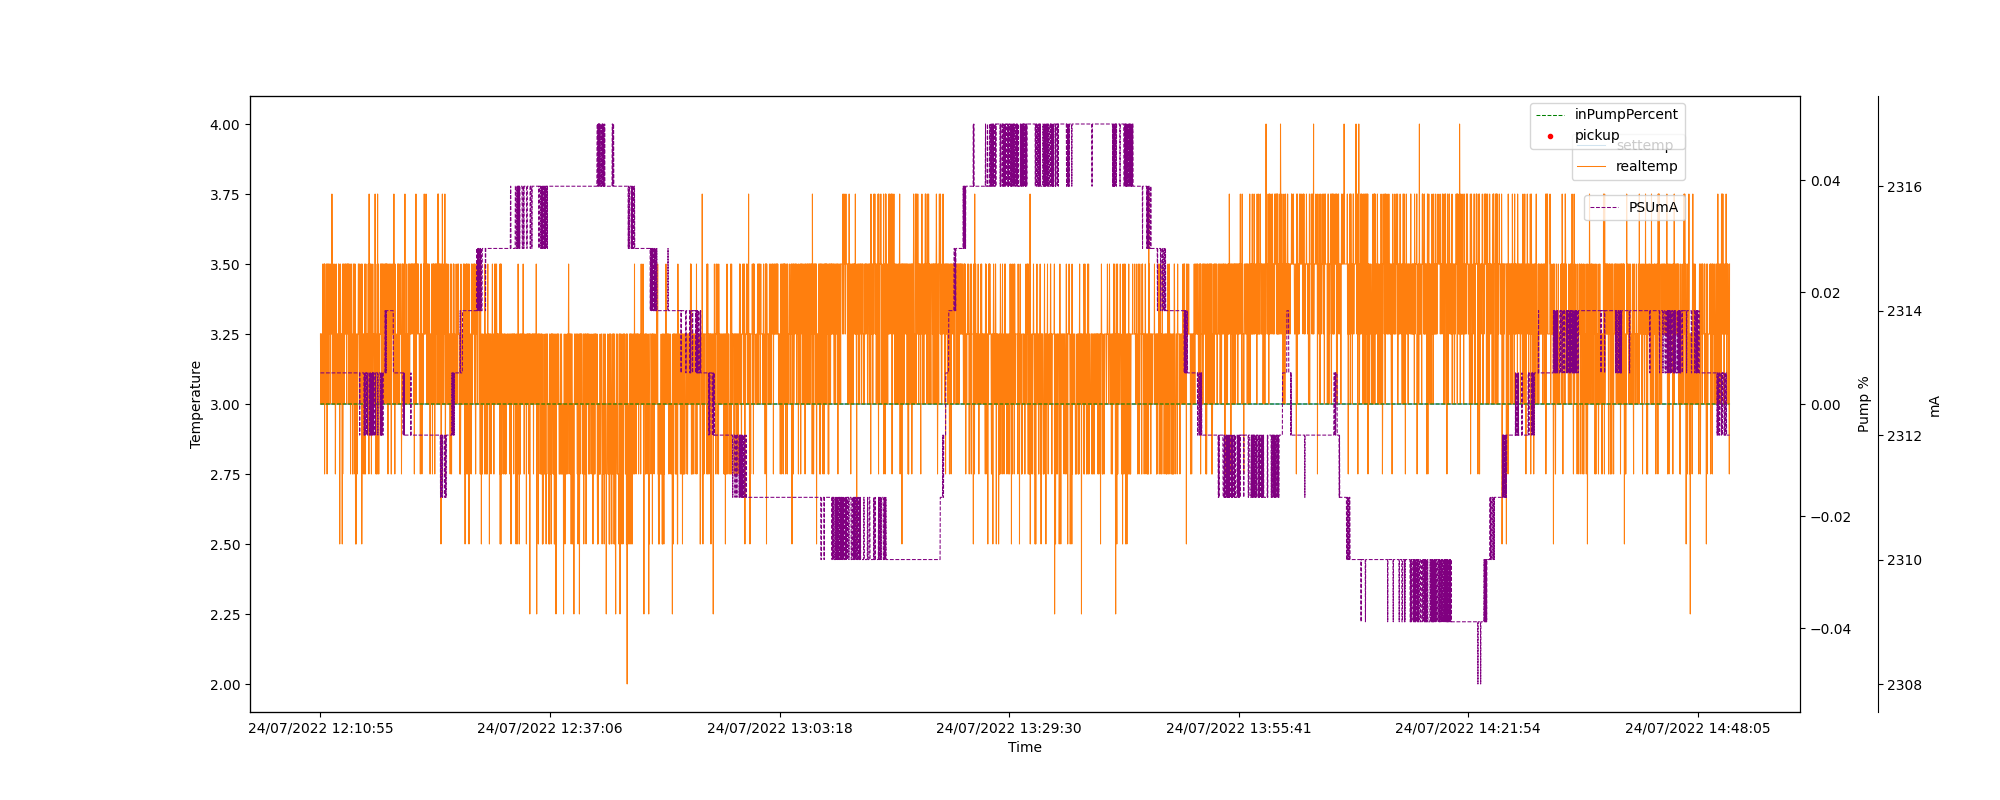 inPumpPercent
pickup
settemp
realtemp
PSUmA
4.00
3.75
3.50
3.25
3.00
2.75
2.50
2.25
2.00
Temperature
0.04
0.02
0.00
−0.02
−0.04
Pump %
2316
2314
2312
2310
2308
mA
24/07/2022 12:10:55
24/07/2022 12:37:06
24/07/2022 13:03:18
24/07/2022 13:29:30
24/07/2022 13:55:41
24/07/2022 14:21:54
24/07/2022 14:48:05
Time